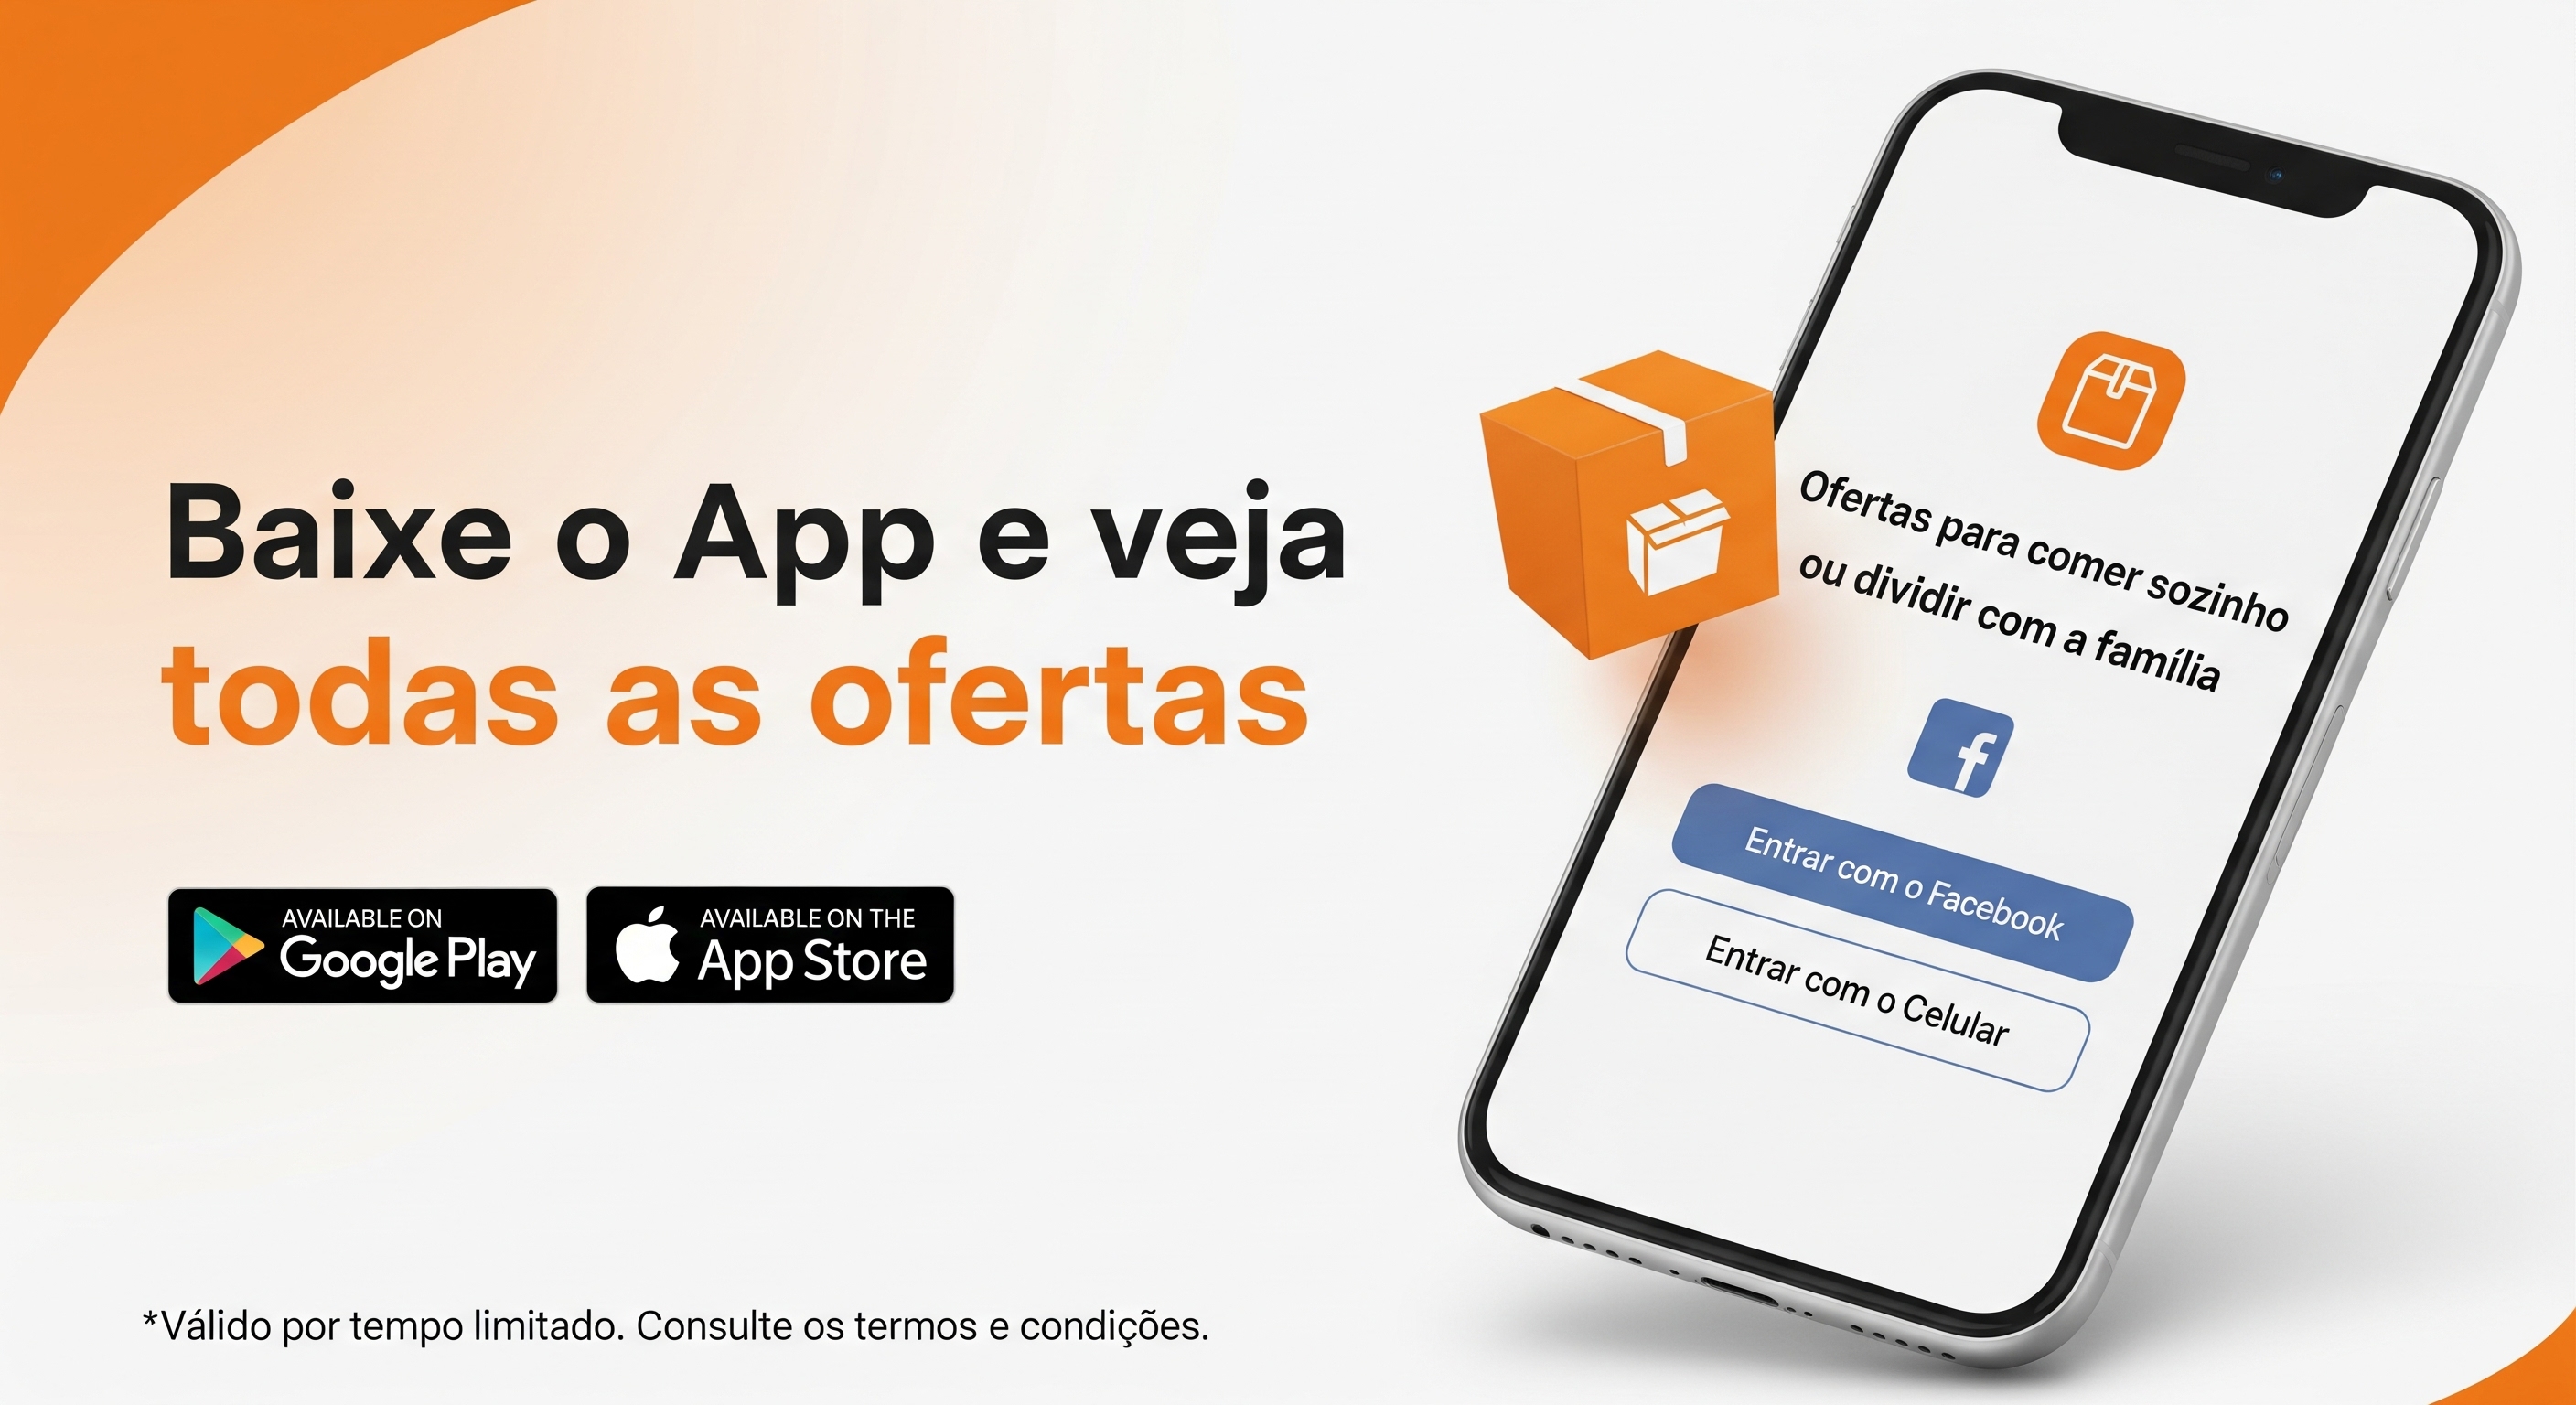 Baixe o App e veja
todas as ofertas
AVAILABLE ON
Google Play
AVAILABLE ON THE
App Store
*Válido por tempo limitado. Consulte os termos e condições.
Ofertas para comer sozinho
ou dividir com a família
f
Entrar com o Facebook
Entrar com o Celular